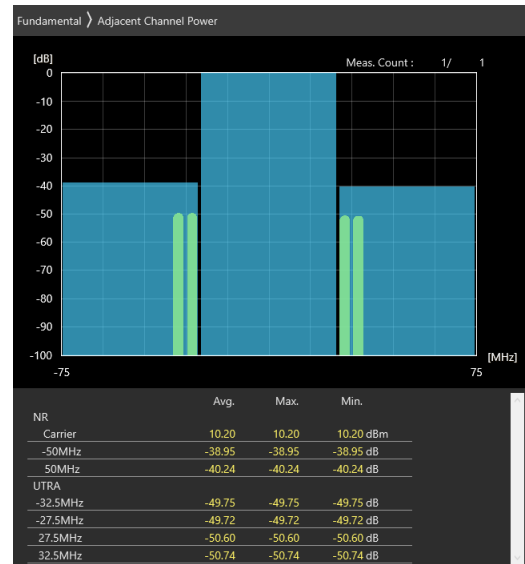 Fundamental ⟩ Adjacent Channel Power
[dB]
Meas. Count : 1/ 1
0
-10
-20
-30
-40
-50
-60
-70
-80
-90
-100
[MHz]
-75 75
Avg. Max. Min.
NR
Carrier 10.20 10.20 10.20 dBm
-50MHz -38.95 -38.95 -38.95 dB
50MHz -40.24 -40.24 -40.24 dB
UTRA
-32.5MHz -49.75 -49.75 -49.75 dB
-27.5MHz -49.72 -49.72 -49.72 dB
27.5MHz -50.60 -50.60 -50.60 dB
32.5MHz -50.74 -50.74 -50.74 dB